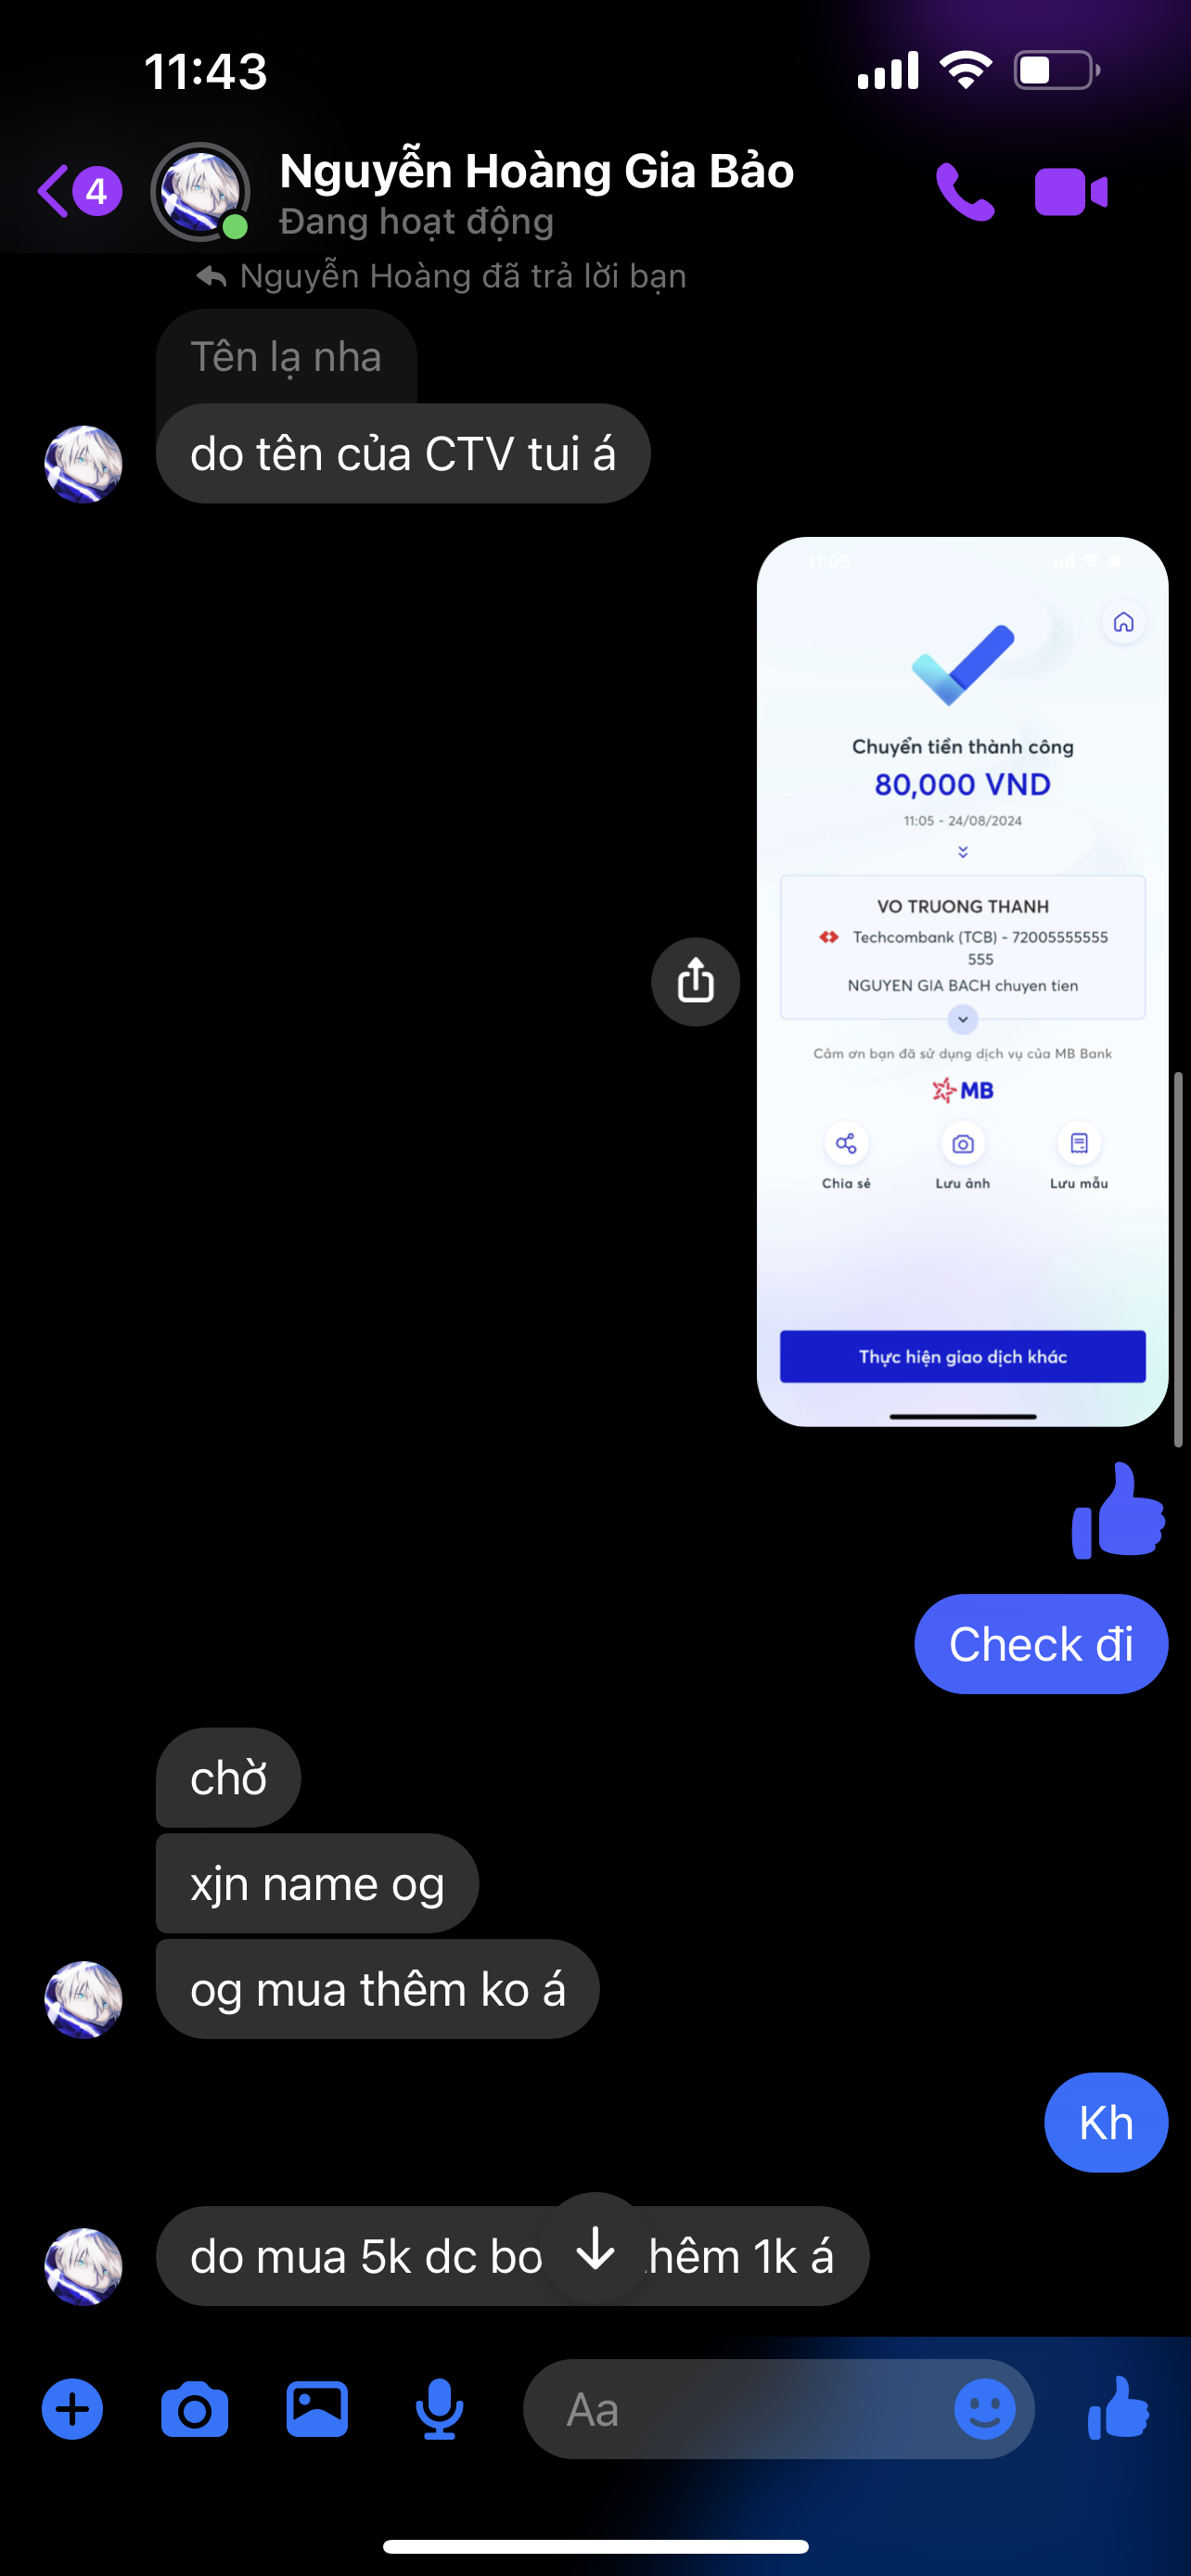 11:43
4
Nguyễn Hoàng Gia Bảo
Đang hoạt động
Nguyễn Hoàng đã trả lời bạn
Tên lạ nha
do tên của CTV tui á
11:05
Chuyển tiền thành công
80,000 VND
11:05 - 24/08/2024
VO TRUONG THANH
Techcombank (TCB) - 72005555555
555
NGUYEN GIA BACH chuyen tien
Cảm ơn bạn đã sử dụng dịch vụ của MB Bank
MB
Chia sẻ Lưu ảnh Lưu mẫu
Thực hiện giao dịch khác
Check đi
chờ
xjn name og
og mua thêm ko á
Kh
do mua 5k dc 1k á
Aa